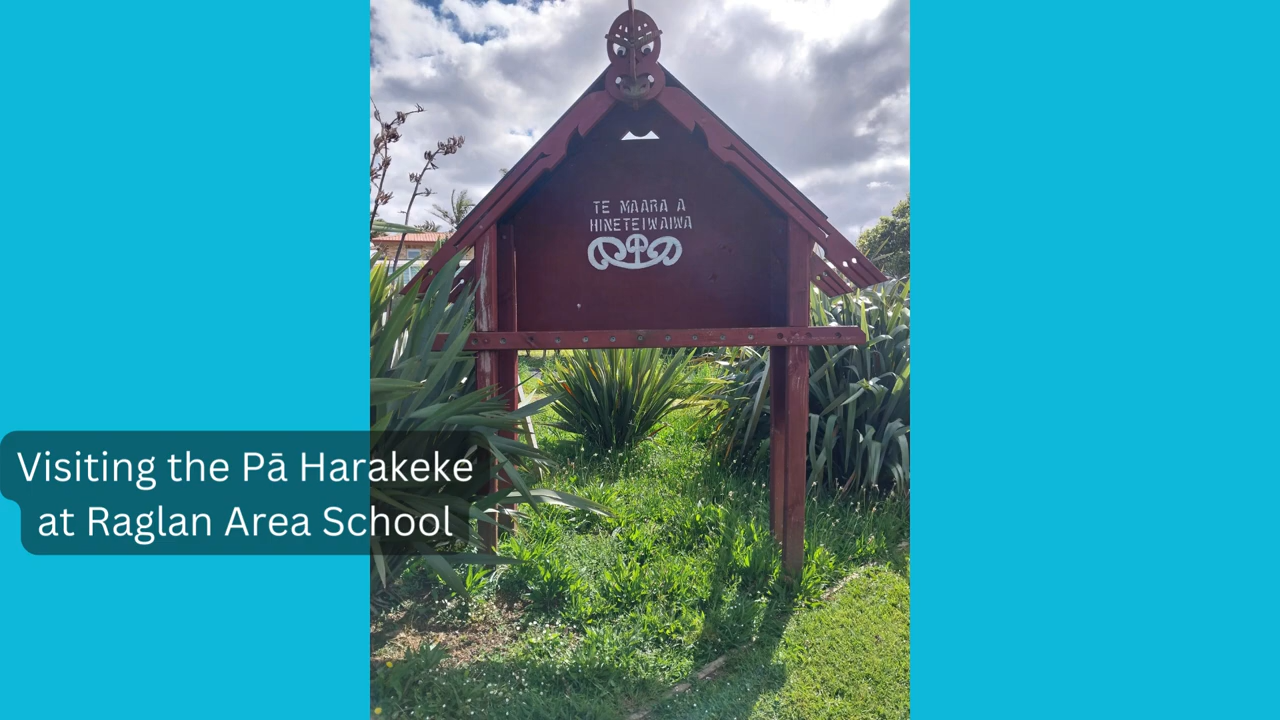 TE MAARA A
HINETEIWAIWA
Visiting the Pā Harakeke
at Raglan Area School